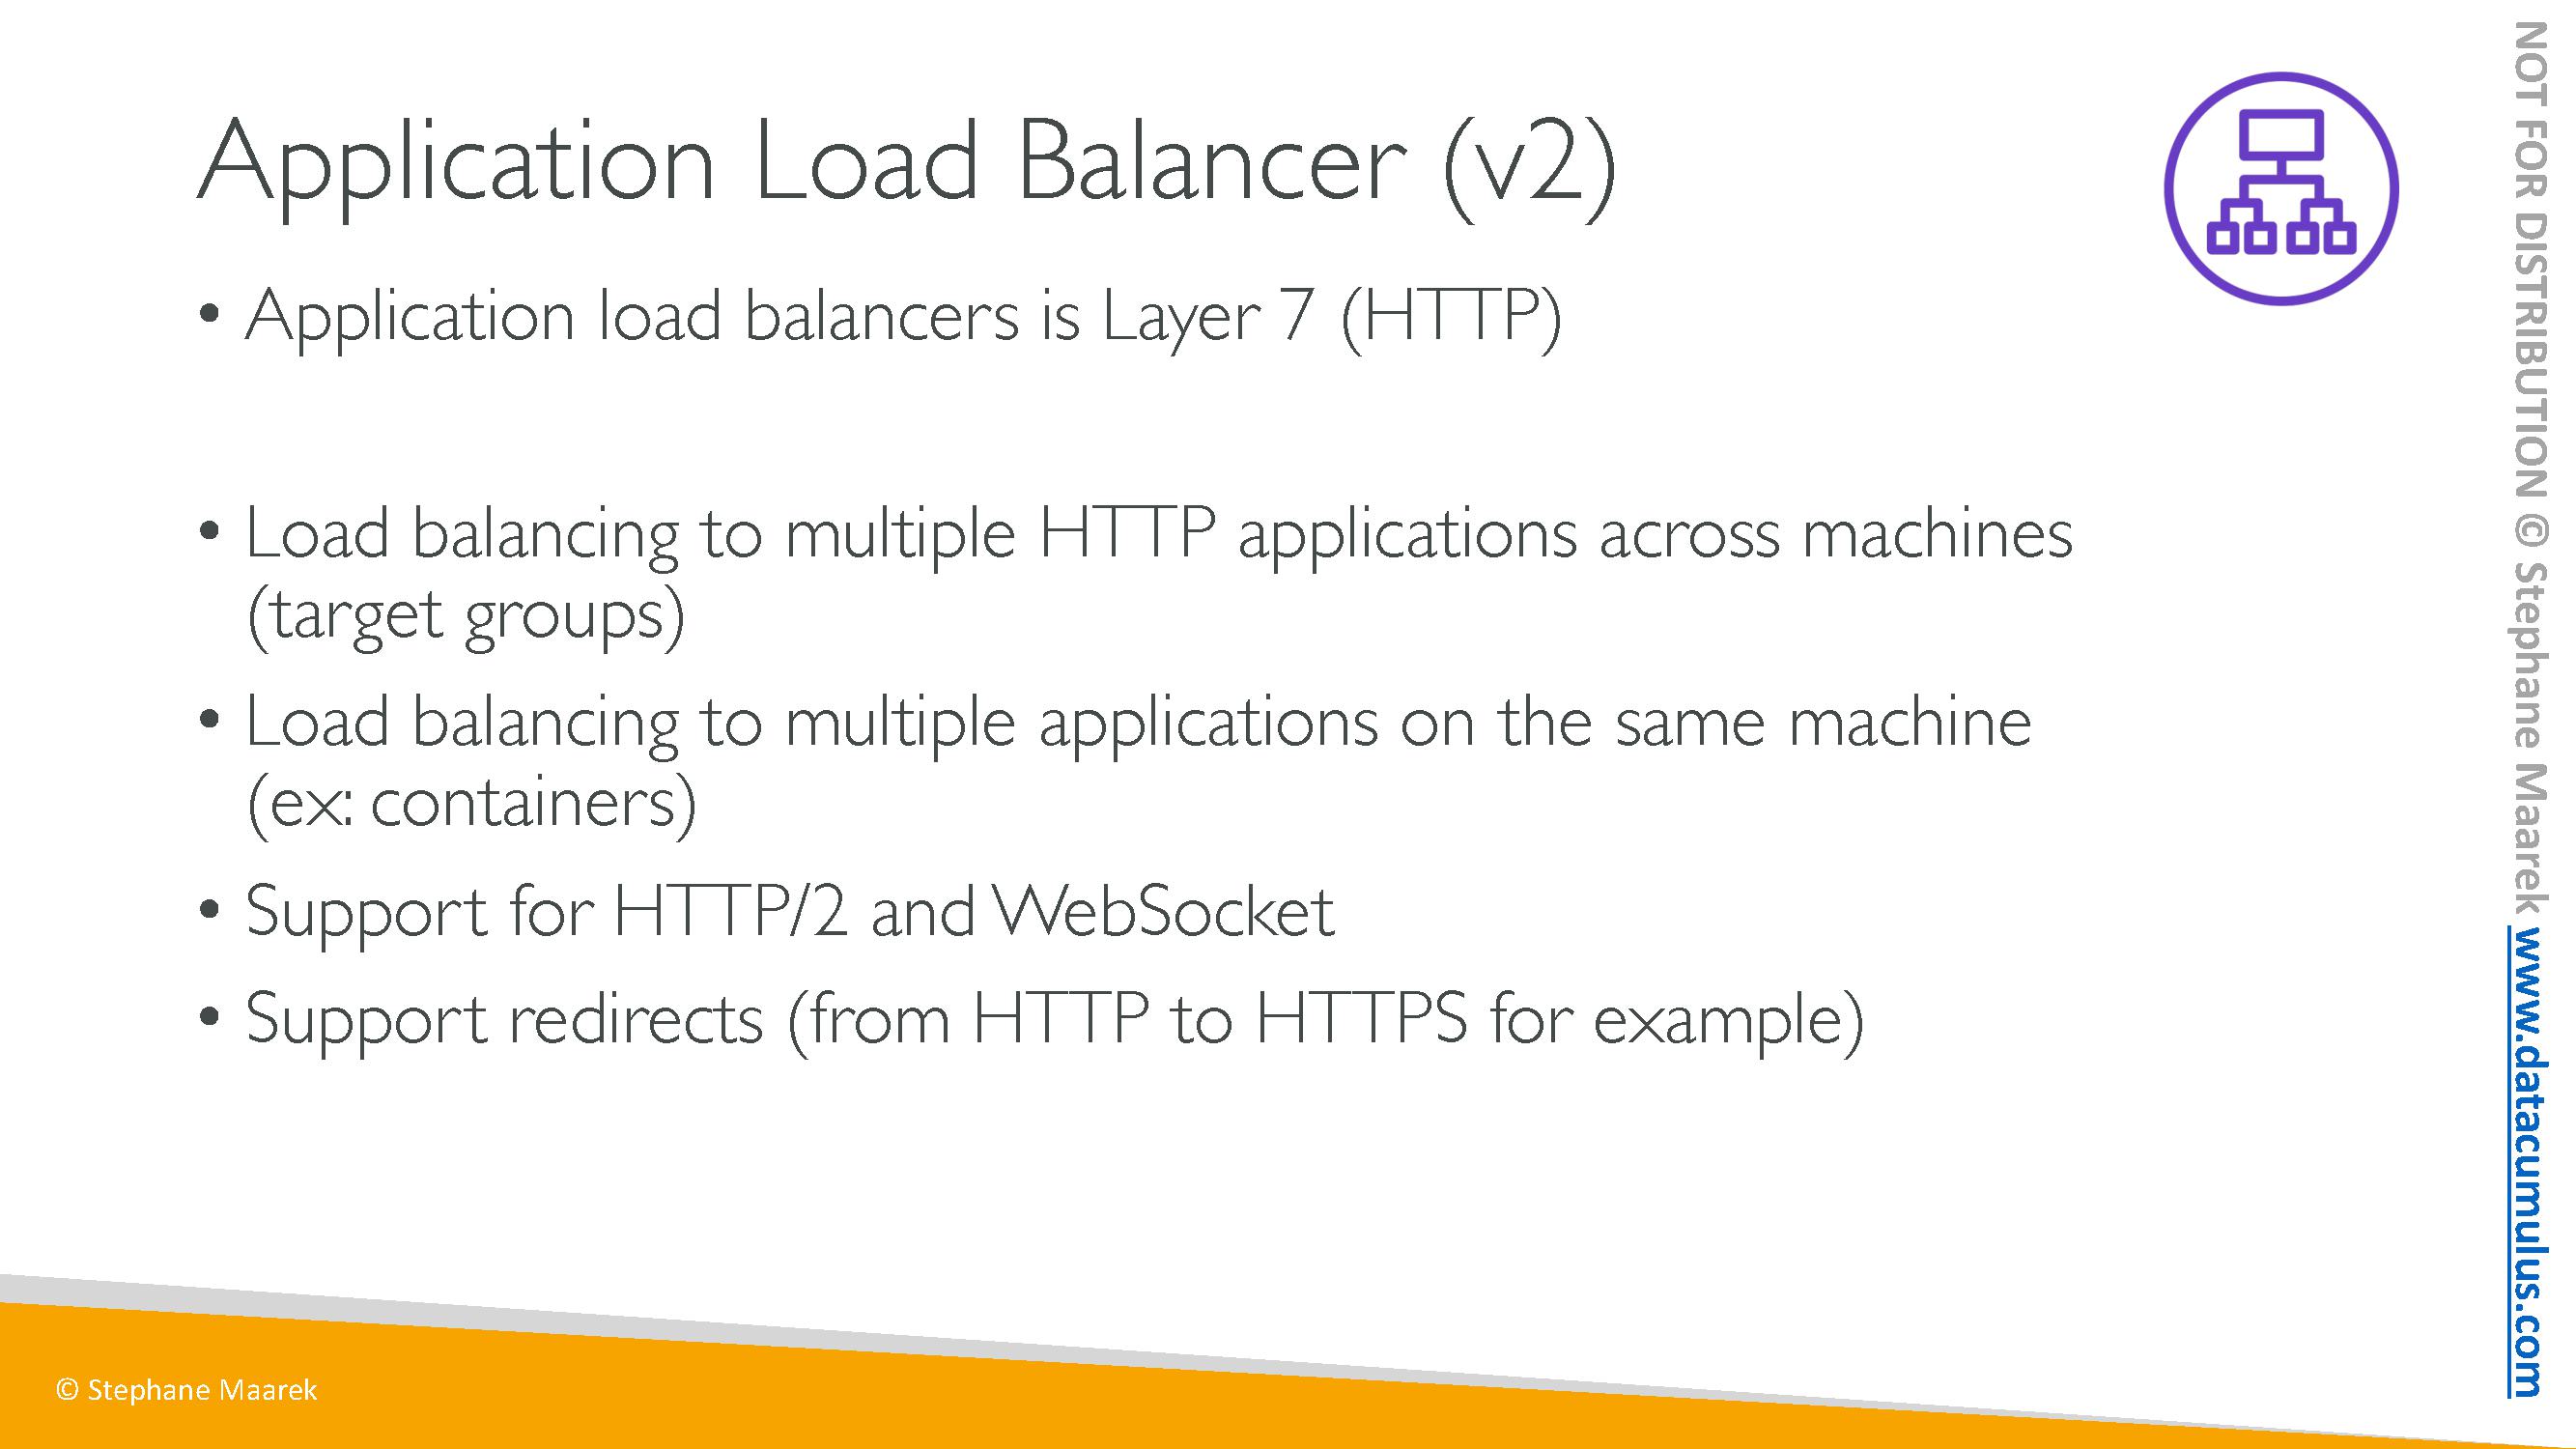 Application Load Balancer (v2)
• Application load balancers is Layer 7 (HTTP)
• Load balancing to multiple HTTP applications across machines
(target groups)
• Load balancing to multiple applications on the same machine
(ex: containers)
• Support for HTTP/2 and WebSocket
• Support redirects (from HTTP to HTTPS for example)
© Stephane Maarek
NOT FOR DISTRIBUTION © Stephane Maarek www.datacumulus.com